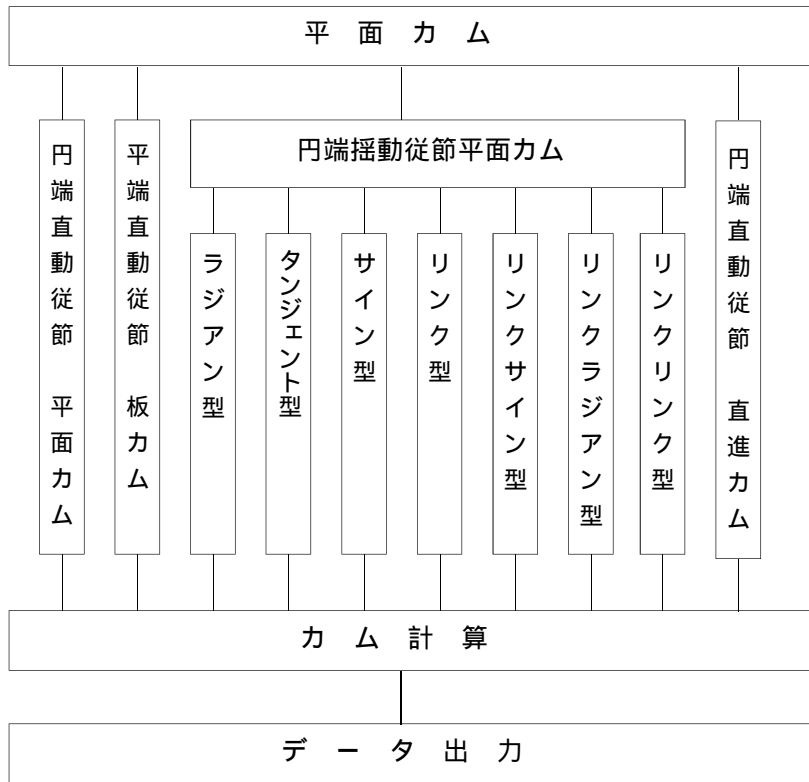 平面カム
円端直動従節 平面カム
平端直動従節 板カム
円端揺動従節平面カム
ラジアン型
タンジェント型
サイン型
リンク型
リンクサイン型
リンクラジアン型
リンクリンク型
円端直動従節 直進カム
カム計算
データ出力